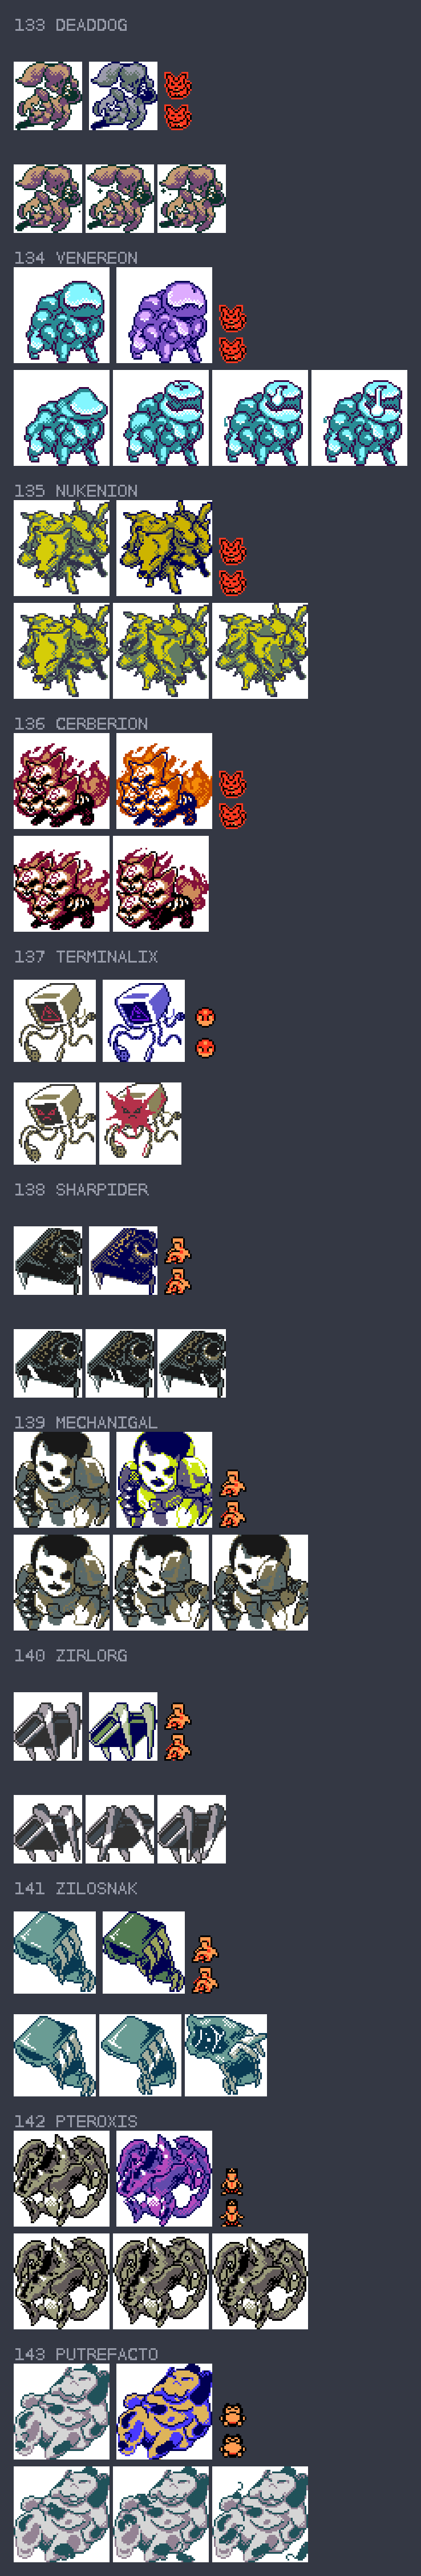 133 DEADDOG
134 VENEREON
135 NUKENION
136 CERBERION
137 TERMINALIX
138 SHARPIDER
139 MECHANIGAL
140 ZIRLORG
141 ZILOSNAK
142 PTEROXIS
143 PUTREFACTO